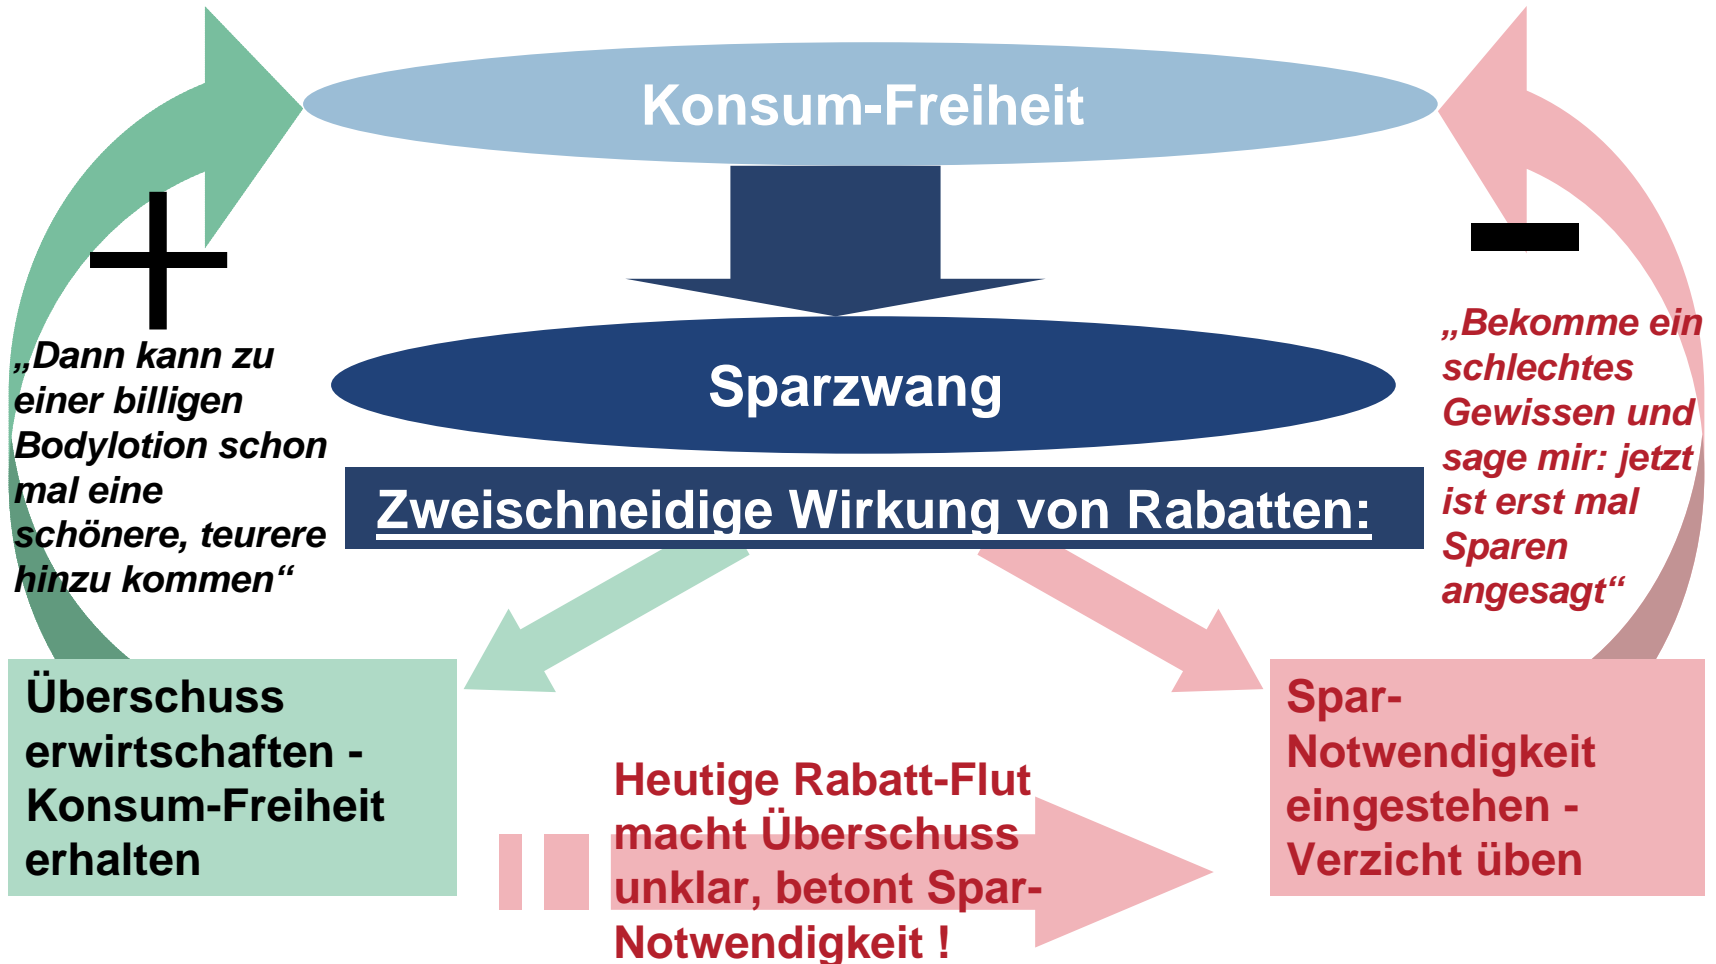 Konsum-Freiheit
Sparzwang
Zweischneidige Wirkung von Rabatten:
„Dann kann zu
einer billigen
Bodylotion schon
mal eine
schönere, teurere
hinzu kommen“
„Bekomme ein
schlechtes
Gewissen und
sage mir: jetzt
ist erst mal
Sparen
angesagt“
Überschuss
erwirtschaften -
Konsum-Freiheit
erhalten
Heutige Rabatt-Flut
macht Überschuss
unklar, betont Spar-
Notwendigkeit !
Spar-
Notwendigkeit
eingestehen -
Verzicht üben